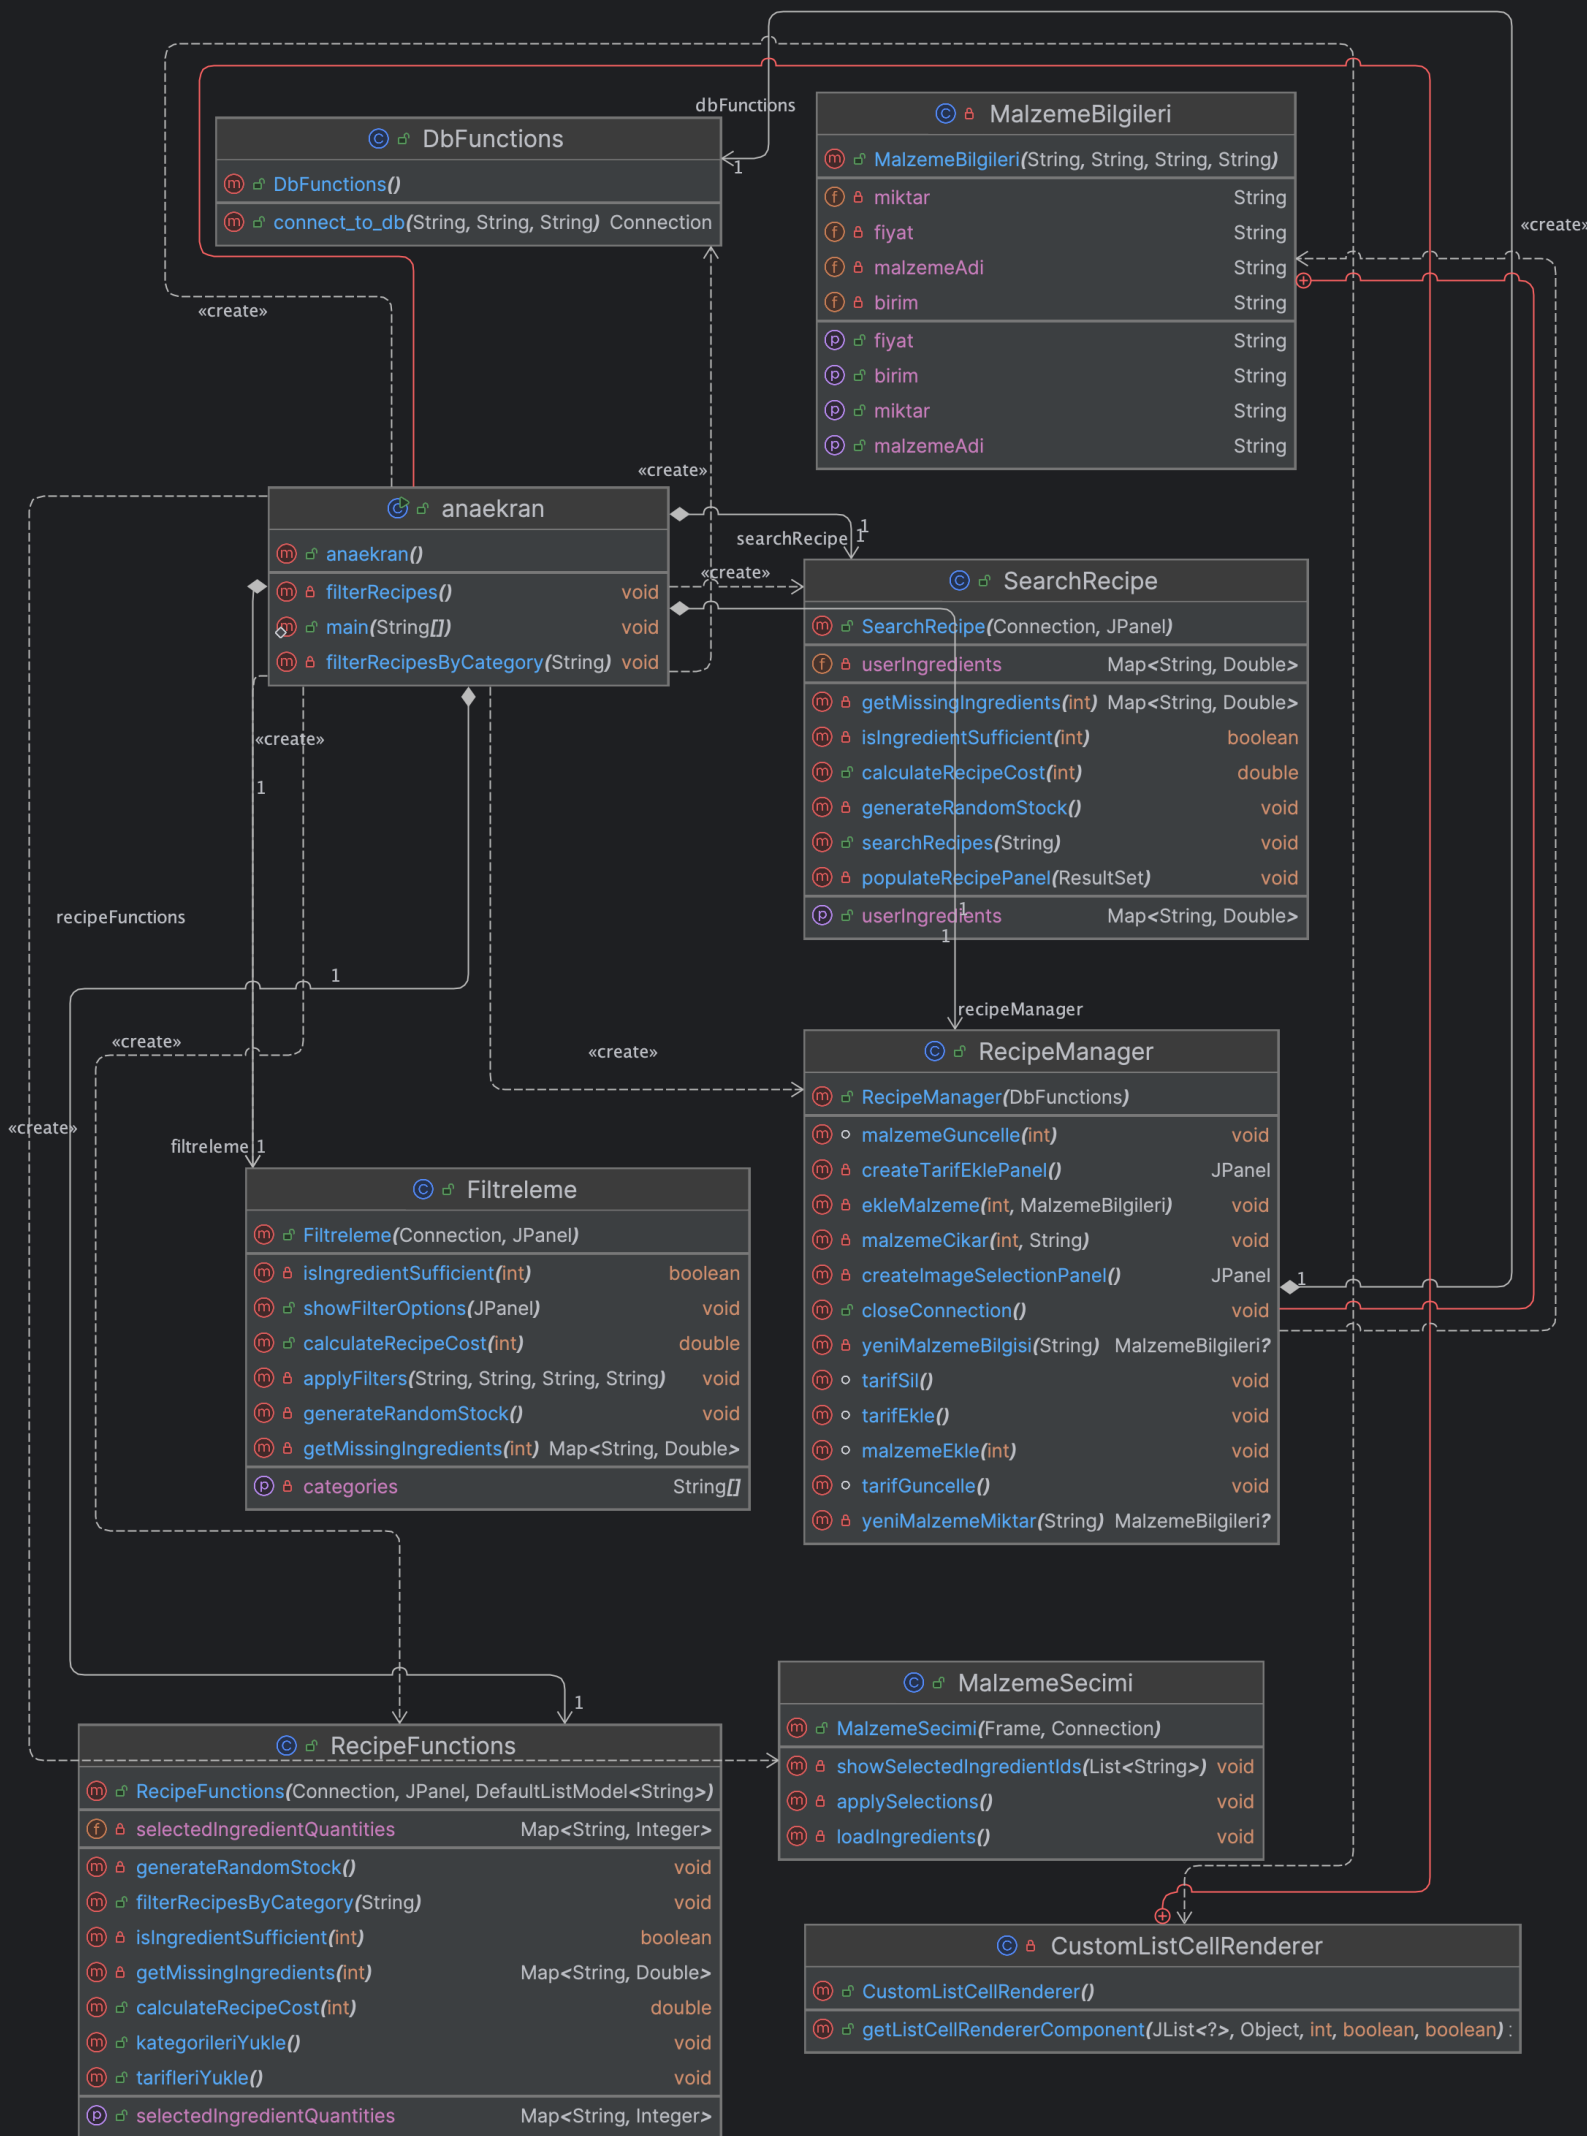 dbFunctions
1
DbFunctions
DbFunctions()
connect_to_db(String, String, String) Connection
«create»
MalzemeBilgileri
MalzemeBilgileri(String, String, String, String)
miktar String
fiyat String
malzemeAdi String
birim String
fiyat String
birim String
miktar String
malzemeAdi String
«create»
«create»
anaekran
anaekran()
filterRecipes() void
main(String[]) void
filterRecipesByCategory(String) void
1
searchRecipe 1
«create»
SearchRecipe
SearchRecipe(Connection, JPanel)
userIngredients Map<String, Double>
getMissingIngredients(int) Map<String, Double>
isIngredientSufficient(int) boolean
calculateRecipeCost(int) double
generateRandomStock() void
searchRecipes(String) void
populateRecipePanel(ResultSet) void
userIngredients Map<String, Double>
1
1
recipeManager
«create»
1
recipeFunctions
1
«create»
«create»
«create»
filtreleme 1
RecipeManager
RecipeManager(DbFunctions)
malzemeGuncelle(int) void
createTarifEklePanel() JPanel
ekleMalzeme(int, MalzemeBilgileri) void
malzemeCikar(int, String) void
createImageSelectionPanel() JPanel
closeConnection() void
yeniMalzemeBilgisi(String) MalzemeBilgileri?
tarifSil() void
tarifEkle() void
malzemeEkle(int) void
tarifGuncelle() void
yeniMalzemeMiktar(String) MalzemeBilgileri?
1
Filtreleme
Filtreleme(Connection, JPanel)
isIngredientSufficient(int) boolean
showFilterOptions(JPanel) void
calculateRecipeCost(int) double
applyFilters(String, String, String, String) void
generateRandomStock() void
getMissingIngredients(int) Map<String, Double>
categories String[]
1
RecipeFunctions
RecipeFunctions(Connection, JPanel, DefaultListModel<String>)
selectedIngredientQuantities Map<String, Integer>
generateRandomStock() void
filterRecipesByCategory(String) void
isIngredientSufficient(int) boolean
getMissingIngredients(int) Map<String, Double>
calculateRecipeCost(int) double
kategorileriYukle() void
tarifleriYukle() void
selectedIngredientQuantities Map<String, Integer>
MalzemeSecimi
MalzemeSecimi(Frame, Connection)
showSelectedIngredientIds(List<String>) void
applySelections() void
loadIngredients() void
CustomListCellRenderer
CustomListCellRenderer()
getListCellRendererComponent(JList<?>, Object, int, boolean, boolean) :